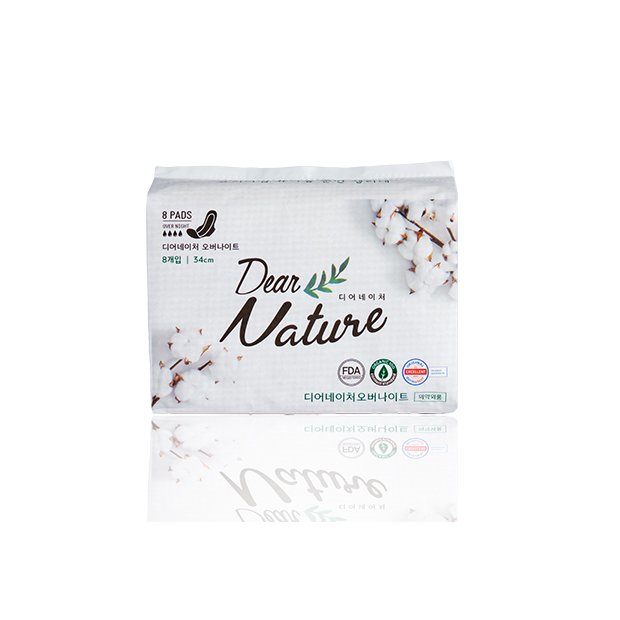 8 PADS
OVER NIGHT
디어네이처 오버나이트
8개입 | 34cm
Dear
디어네이처
Nature
FDA
EXCELLENT
디어네이처오버나이트
의약외품